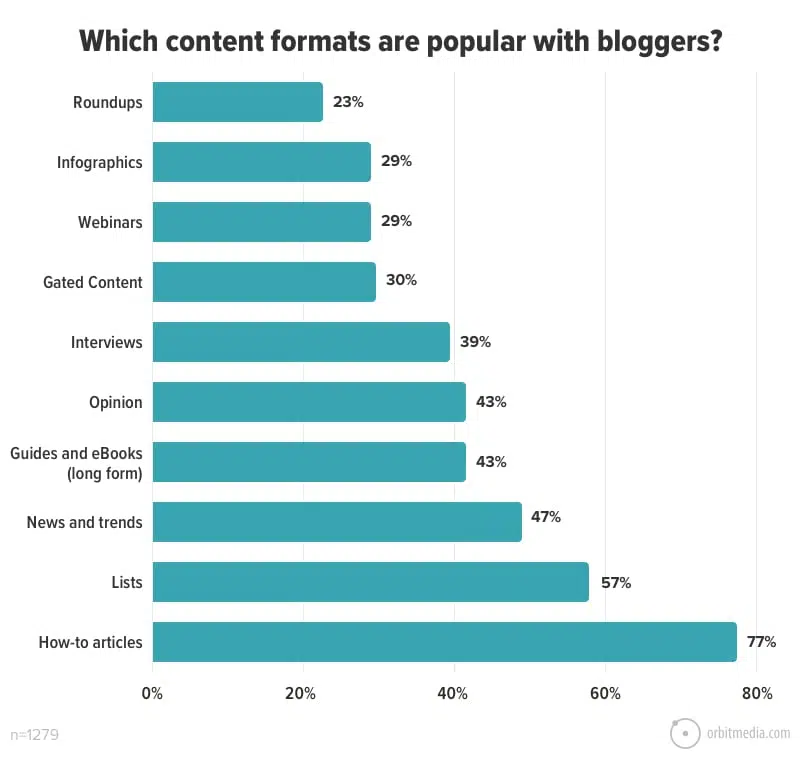 Which content formats are popular with bloggers?
Roundups
23%
Infographics
29%
Webinars
29%
Gated Content
30%
Interviews
39%
Opinion
43%
Guides and eBooks
(long form)
43%
News and trends
47%
Lists
57%
How-to articles
77%
0%
20%
40%
60%
80%
n=1279
orbitmedia.com